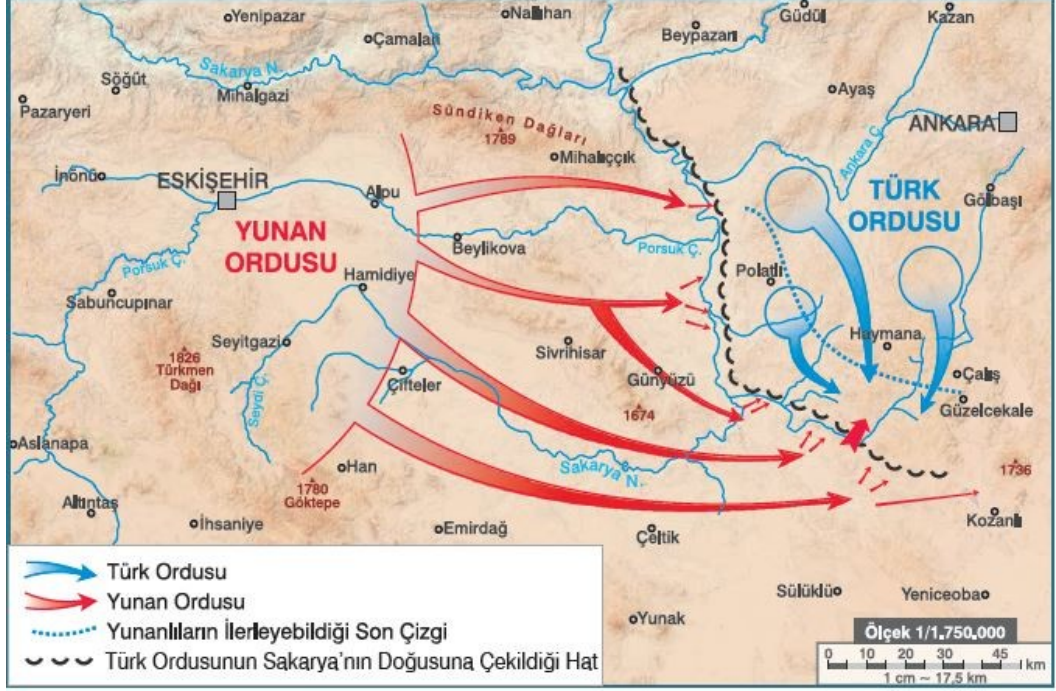 Yenipazar
Nallıhan
Güdül
Kazan
Çamalan
Beypazarı
Söğüt
Sakarya N.
Mihalgazi
Ayaş
Pazaryeri
Sündiken Dağları
1789
ANKARA
Mihalıççık
Ankara Ç.
İnönü
ESKİŞEHİR
Alpu
TÜRK
ORDUSU
Gölbaşı
YUNAN
ORDUSU
Beylikova
Porsuk Ç.
Porsuk Ç.
Polatlı
Hamidiye
Sabuncupınar
Seyitgazi
Sivrihisar
Haymana
1826
Türkmen
Dağı
Çifteler
Günyüzü
Çalış
Güzelcekale
Seydi Ç.
1674
Aslanapa
Han
Sakarya N.
1736
1780
Göktepe
Altıntaş
İhsaniye
Emirdağ
Çeltik
Kozanlı
Türk Ordusu
Yunan Ordusu
Yunanlıların İlerleyebildiği Son Çizgi
Türk Ordusunun Sakarya'nın Doğusuna Çekildiği Hat
Sülüklü
Yeniceoba
Yunak
Ölçek 1/1.750.000
0 10 20 30 45 km
1 cm ~ 17,5 km